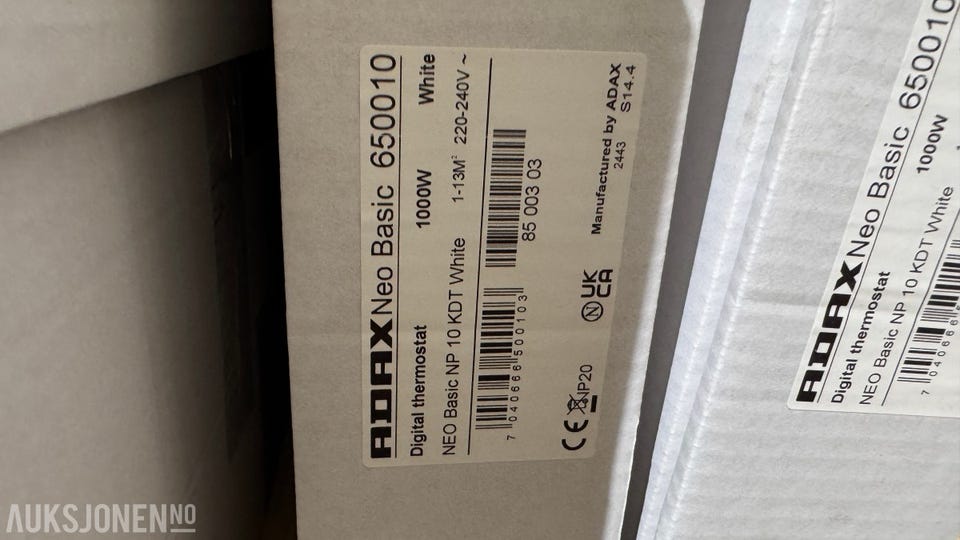 ADAX Neo Basic 650010
Digital thermostat 1000W White
NEO Basic NP 10 KDT White 1-13M² 220-240V ~
7 040666 500103
85 003 03
CE IP20 N UK CA
Manufactured by ADAX
2443 S14.4
ADAX Neo Basic 650010
Digital thermostat 1000W
NEO Basic NP 10 KDT White
7 040666
AUKSJONEN NO